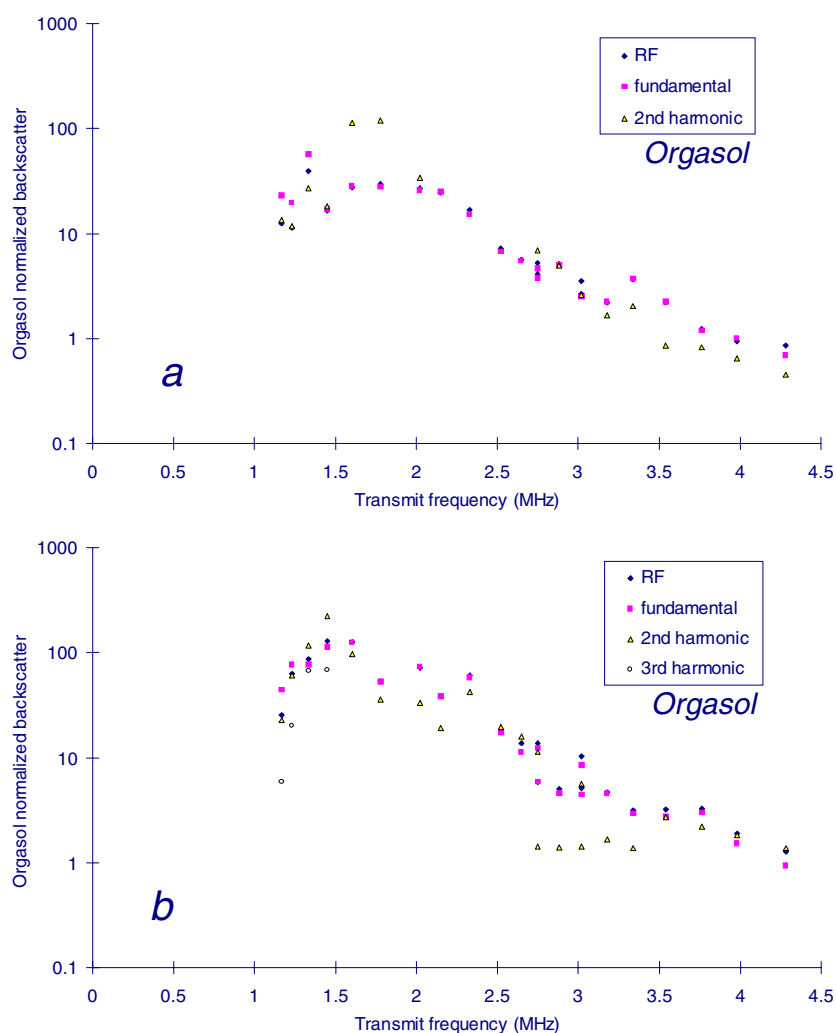 1000
100
10
1
0.1
Orgasol normalized backscatter
RF
fundamental
2nd harmonic
Orgasol
a
0 0.5 1 1.5 2 2.5 3 3.5 4 4.5
Transmit frequency (MHz)
1000
100
10
1
0.1
Orgasol normalized backscatter
RF
fundamental
2nd harmonic
3rd harmonic
Orgasol
b
0 0.5 1 1.5 2 2.5 3 3.5 4 4.5
Transmit frequency (MHz)